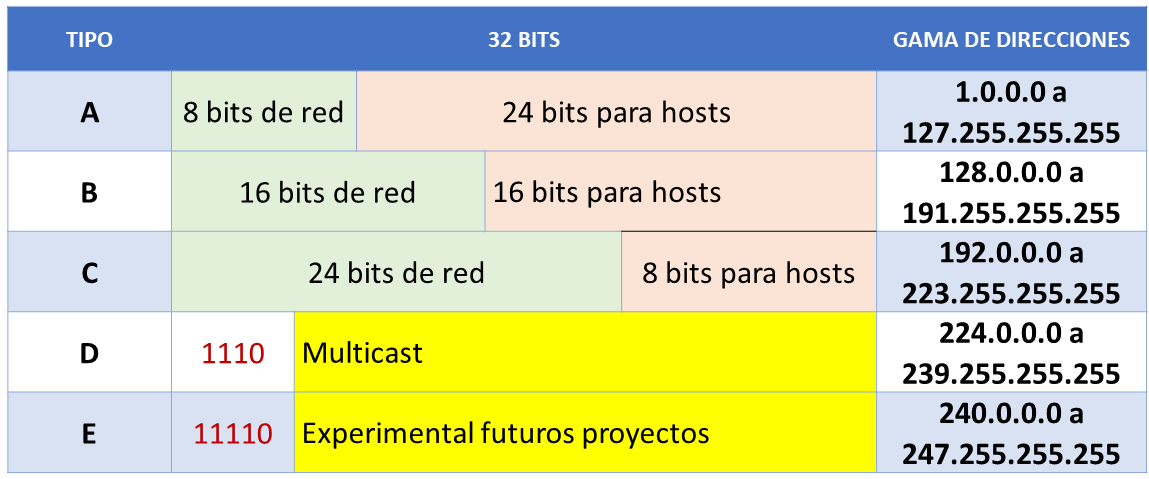 TIPO 32 BITS GAMA DE DIRECCIONES
A 8 bits de red 24 bits para hosts 1.0.0.0 a
127.255.255.255
B 16 bits de red 16 bits para hosts 128.0.0.0 a
191.255.255.255
C 24 bits de red 8 bits para hosts 192.0.0.0 a
223.255.255.255
D 1110 Multicast 224.0.0.0 a
239.255.255.255
E 11110 Experimental futuros proyectos 240.0.0.0 a
247.255.255.255